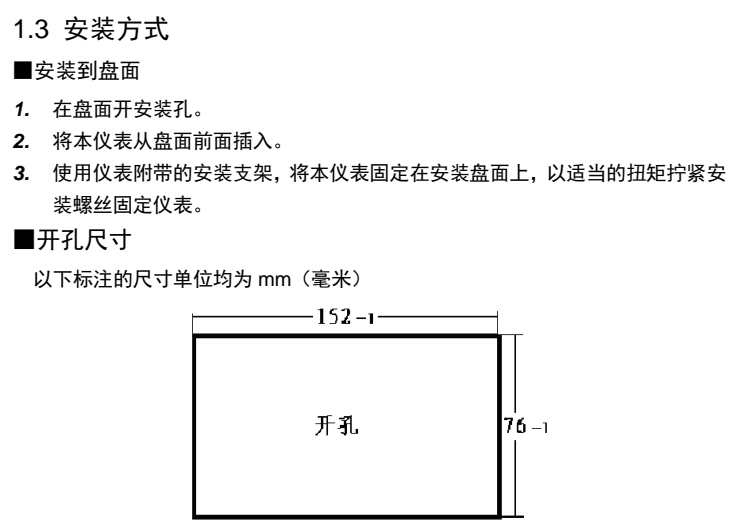 1.3 安装方式
■安装到盘面
1. 在盘面开安装孔。
2. 将本仪表从盘面前面插入。
3. 使用仪表附带的安装支架，将本仪表固定在安装盘面上，以适当的扭矩拧紧安
装螺丝固定仪表。
■开孔尺寸
以下标注的尺寸单位均为 mm（毫米）
152-1
开孔
76-1